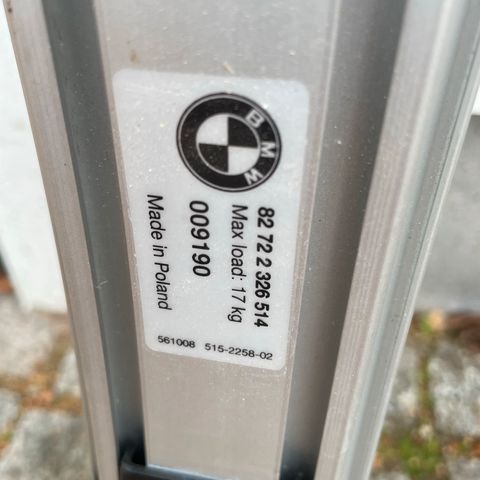 BMW
82 72 2 326 514
Max load: 17 kg
009190
Made in Poland
561008 515-2258-02